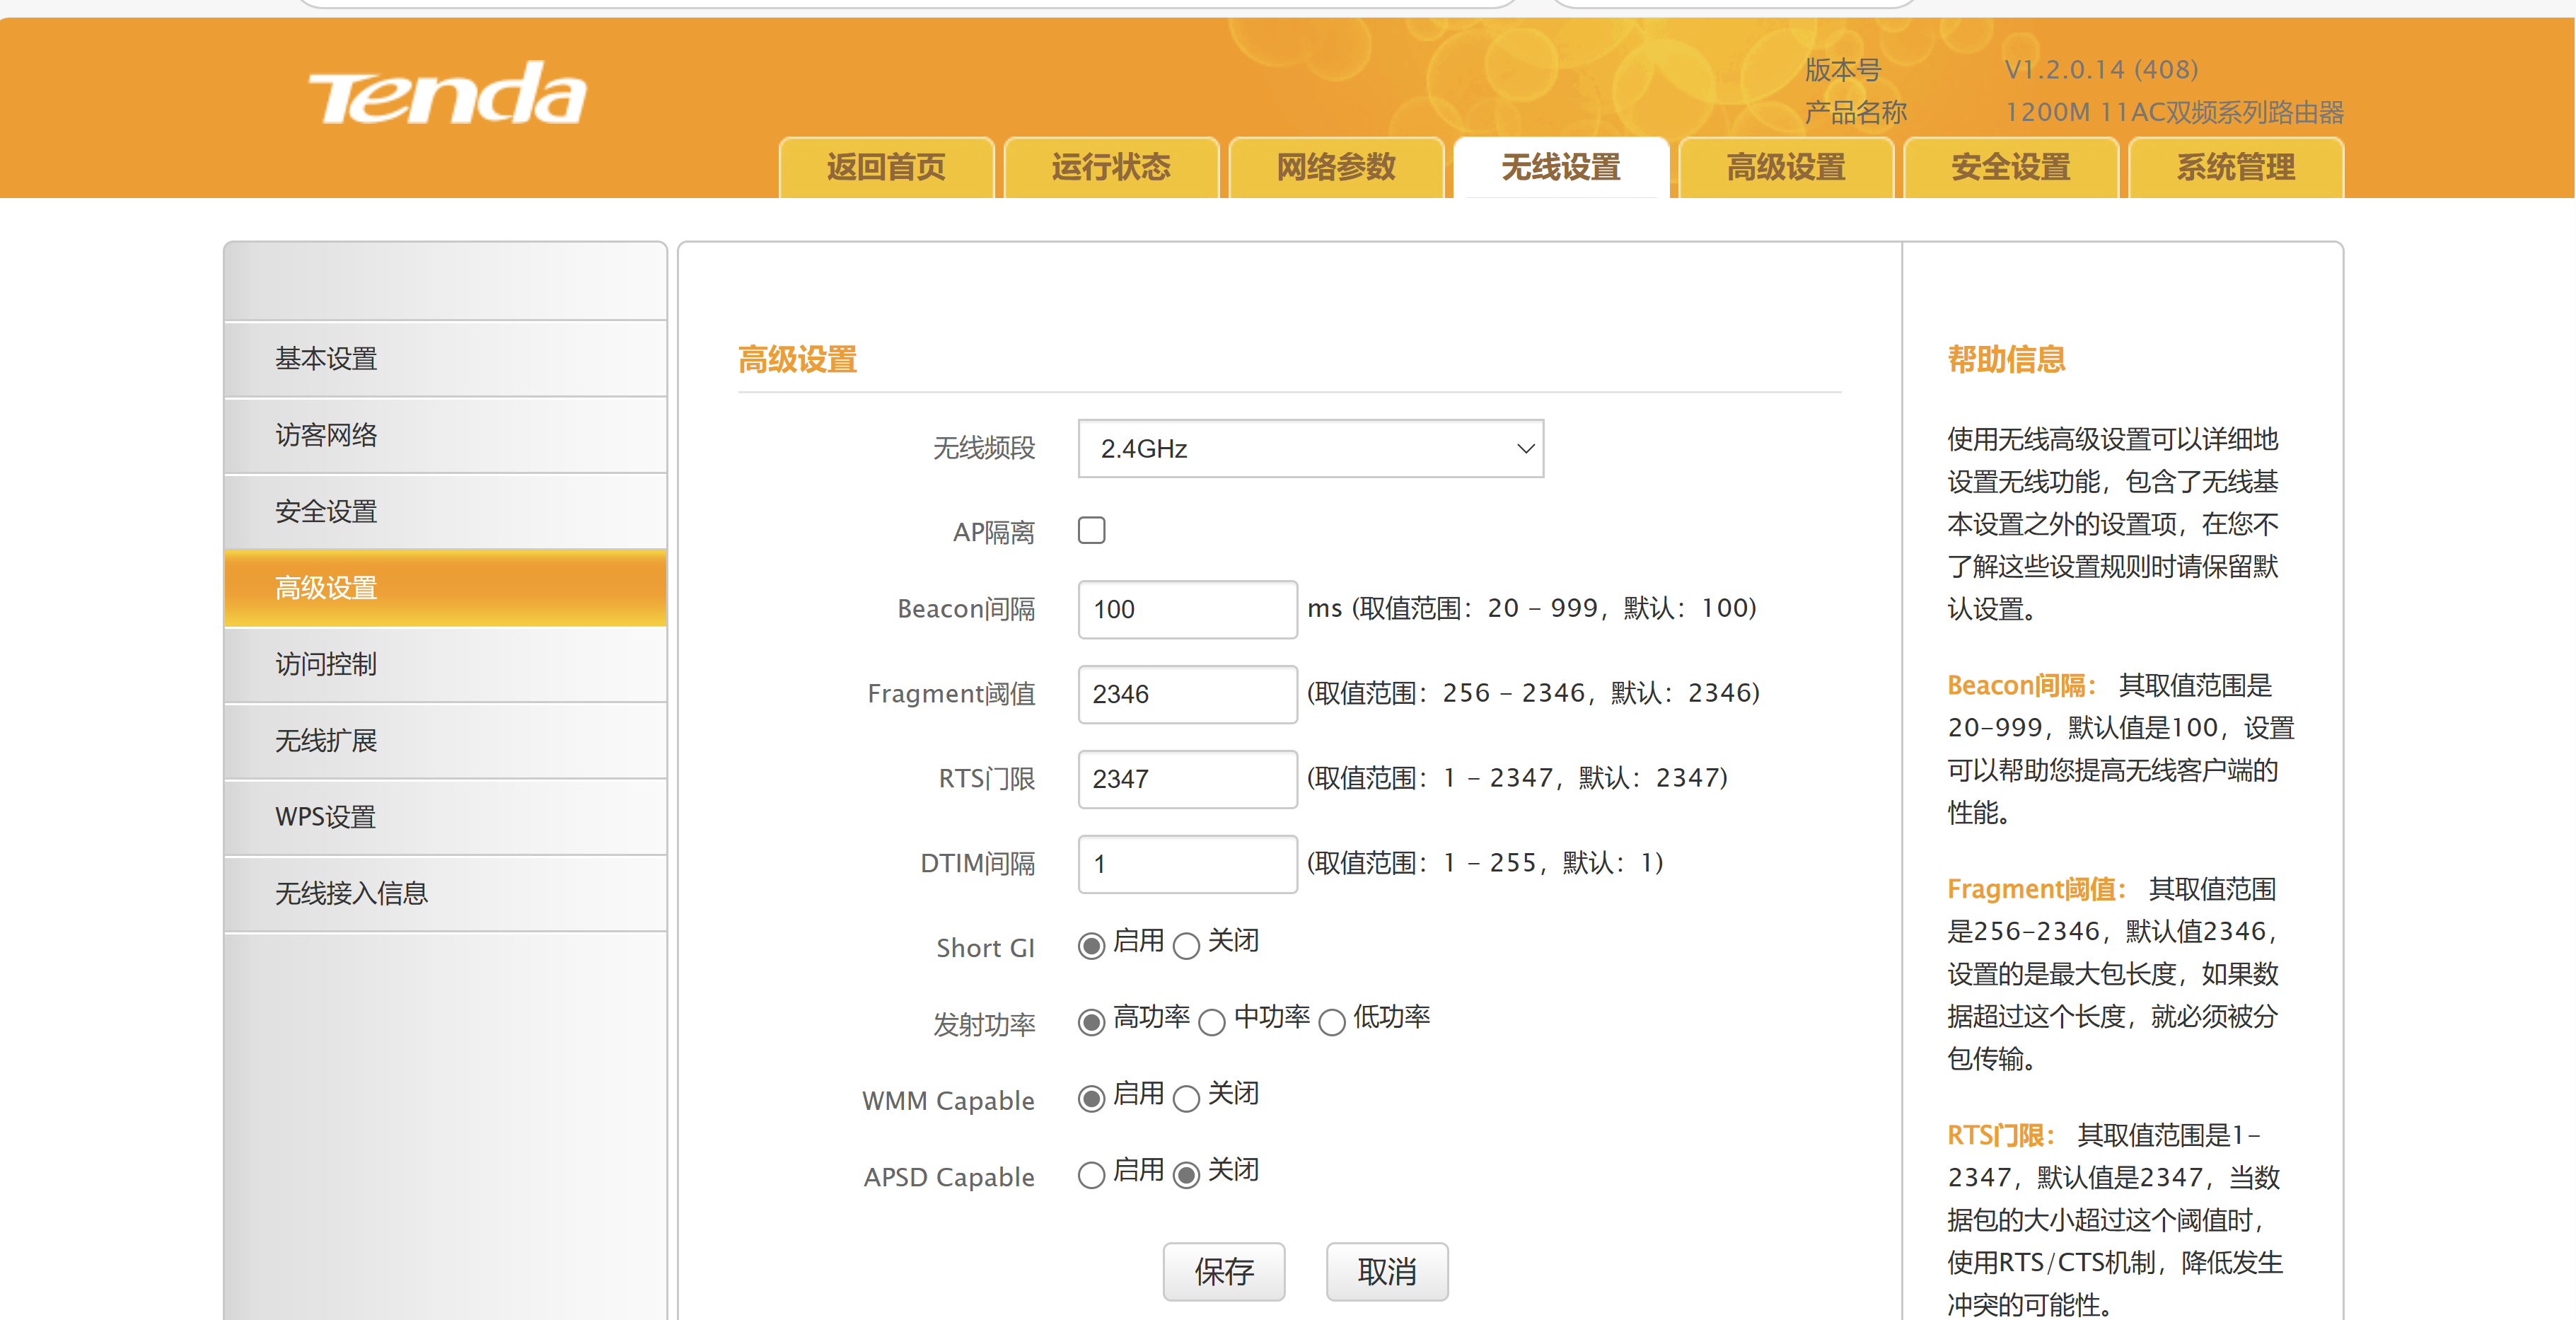 Tenda
版本号 V1.2.0.14 (408)
产品名称 1200M 11AC双频系列路由器
返回首页 运行状态 网络参数 无线设置 高级设置 安全设置 系统管理
基本设置
访客网络
安全设置
高级设置
访问控制
无线扩展
WPS设置
无线接入信息
高级设置
无线频段 2.4GHz
AP隔离
Beacon间隔 100 ms (取值范围：20 - 999，默认：100)
Fragment阈值 2346 (取值范围：256 - 2346，默认：2346)
RTS门限 2347 (取值范围：1 - 2347，默认：2347)
DTIM间隔 1 (取值范围：1 - 255，默认：1)
Short GI 启用 关闭
发射功率 高功率 中功率 低功率
WMM Capable 启用 关闭
APSD Capable 启用 关闭
保存 取消
帮助信息
使用无线高级设置可以详细地
设置无线功能，包含了无线基
本设置之外的设置项，在您不
了解这些设置规则时请保留默
认设置。
Beacon间隔： 其取值范围是
20-999，默认值是100，设置
可以帮助您提高无线客户端的
性能。
Fragment阈值： 其取值范围
是256-2346，默认值2346，
设置的是最大包长度，如果数
据超过这个长度，就必须被分
包传输。
RTS门限： 其取值范围是1-
2347，默认值是2347，当数
据包的大小超过这个阈值时，
使用RTS/CTS机制，降低发生
冲突的可能性。